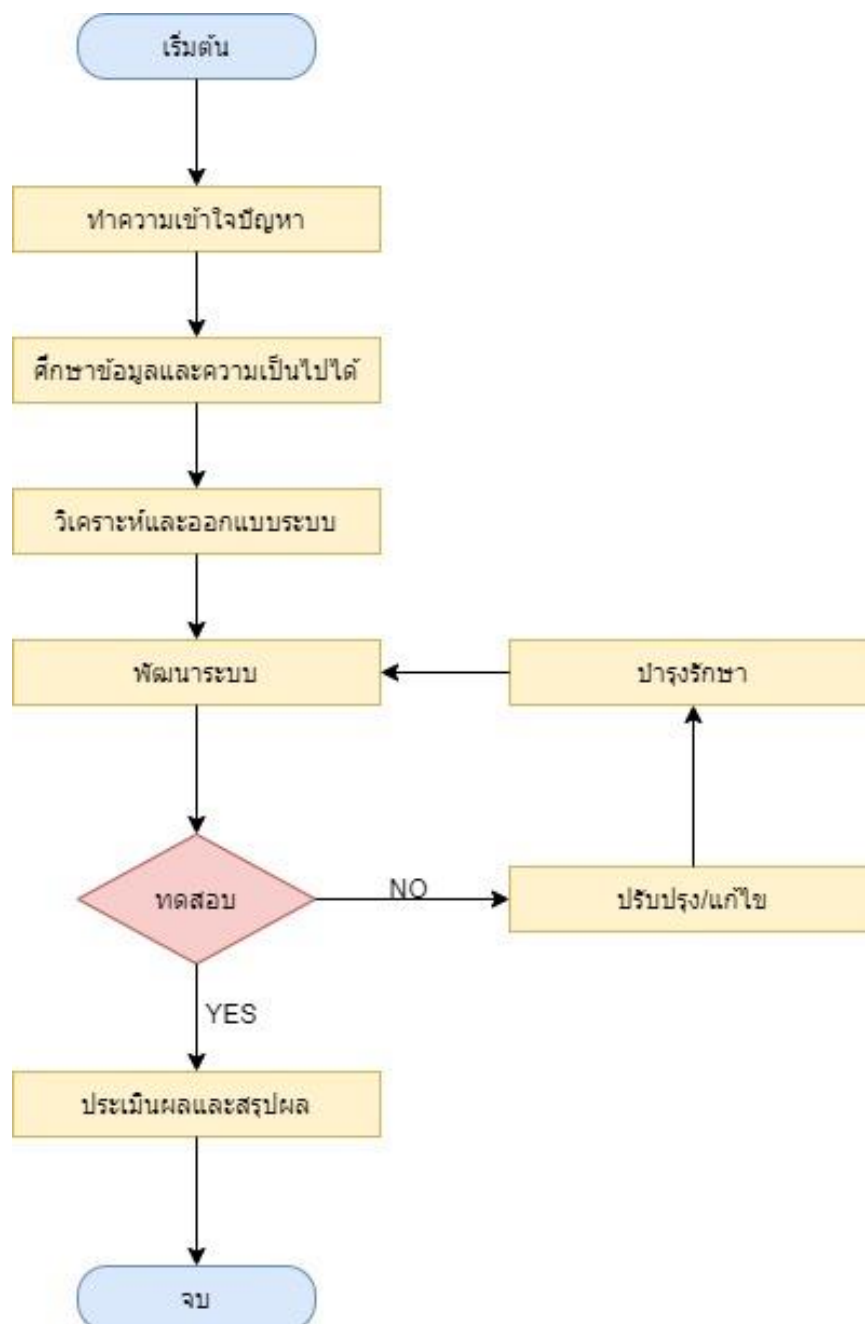 เริ่มต้น
ทำความเข้าใจปัญหา
ศึกษาข้อมูลและความเป็นไปได้
วิเคราะห์และออกแบบระบบ
พัฒนาระบบ
บำรุงรักษา
ทดสอบ
NO
ปรับปรุง/แก้ไข
YES
ประเมินผลและสรุปผล
จบ